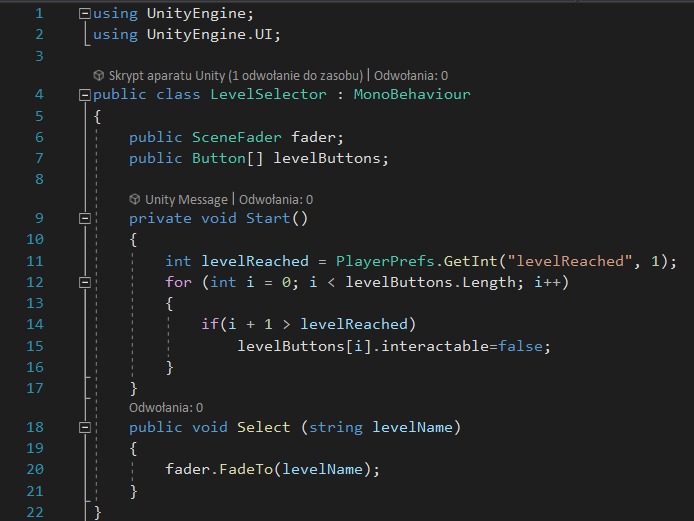 1 using UnityEngine;
2 using UnityEngine.UI;
3
Skrypt aparatu Unity (1 odwołanie do zasobu) | Odwołania: 0
4 public class LevelSelector : MonoBehaviour
5 {
6 public SceneFader fader;
7 public Button[] levelButtons;
8
Unity Message | Odwołania: 0
9 private void Start()
10 {
11 int levelReached = PlayerPrefs.GetInt("levelReached", 1);
12 for (int i = 0; i < levelButtons.Length; i++)
13 {
14 if(i + 1 > levelReached)
15 levelButtons[i].interactable=false;
16 }
17 }
Odwołania: 0
18 public void Select (string levelName)
19 {
20 fader.FadeTo(levelName);
21 }
22 }